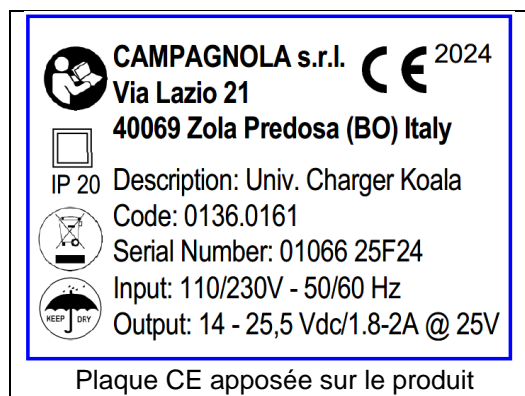 CAMPAGNOLA s.r.l. CE 2024
Via Lazio 21
40069 Zola Predosa (BO) Italy
IP 20
Description: Univ. Charger Koala
Code: 0136.0161
Serial Number: 01066 25F24
Input: 110/230V - 50/60 Hz
KEEP DRY
Output: 14 - 25,5 Vdc/1.8-2A @ 25V
Plaque CE apposée sur le produit